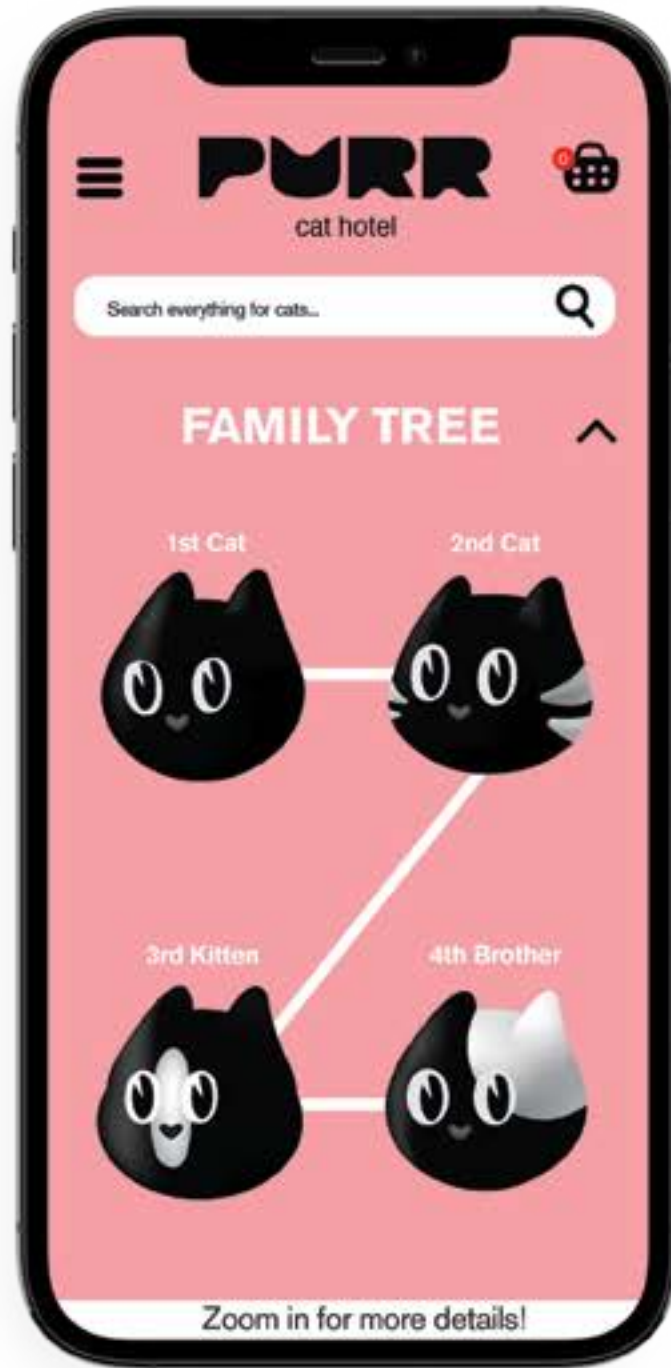 PURR
cat hotel
0
Search everything for cats...
FAMILY TREE
1st Cat
2nd Cat
3rd Kitten
4th Brother
Zoom in for more details!